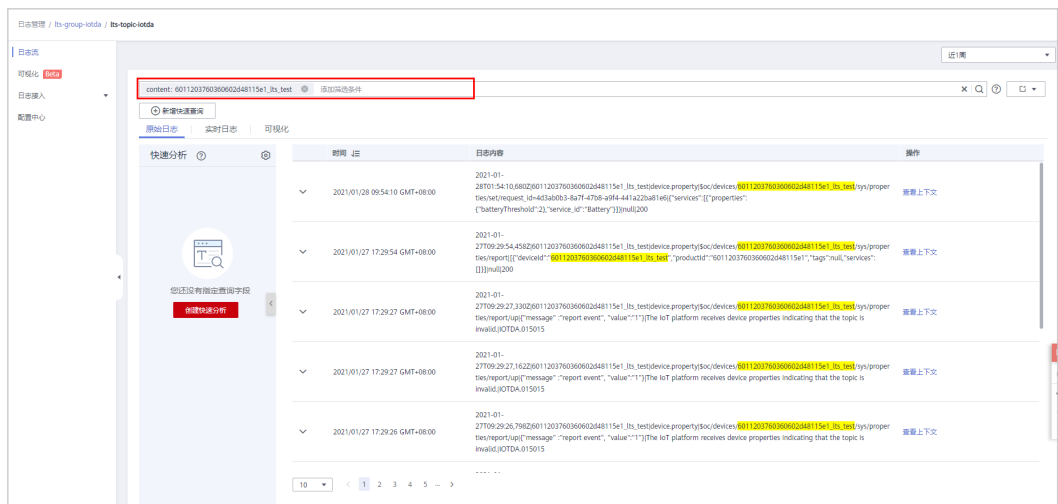 日志管理 / lts-group-iotda / lts-topic-iotda
日志流
近1周
可视化 Beta
日志接入
配置中心
content: 6011203760360602d48115e1_lts_test 添加筛选条件
新增快速查询
原始日志 实时日志 可视化
快速分析
您还没有指定查询字段
创建快速分析
时间 日志内容 操作
2021/01/28 09:54:10 GMT+08:00
2021-01-
28T01:54:10,680Z|6011203760360602d48115e1_lts_test|device.property|$oc/devices/6011203760360602d48115e1_lts_test/sys/proper
ties/set/request_id=4d3ab0b3-8a7f-47b8-a9f4-441a22ba81e6|{"services":[{"properties":
{"batteryThreshold":2},"service_id":"Battery"}]}|null|200
查看上下文
2021/01/27 17:29:54 GMT+08:00
2021-01-
27T09:29:54,458Z|6011203760360602d48115e1_lts_test|device.property|$oc/devices/6011203760360602d48115e1_lts_test/sys/proper
ties/report|[{"deviceId":"6011203760360602d48115e1_lts_test","productId":"6011203760360602d48115e1","tags":null,"services":
[]}]|null|200
查看上下文
2021/01/27 17:29:27 GMT+08:00
2021-01-
27T09:29:27,330Z|6011203760360602d48115e1_lts_test|device.property|$oc/devices/6011203760360602d48115e1_lts_test/sys/proper
ties/report/up|{"message" :"report event", "value":"1"}|The IoT platform receives device properties indicating that the topic is
invalid.|IOTDA.015015
查看上下文
2021/01/27 17:29:27 GMT+08:00
2021-01-
27T09:29:27,162Z|6011203760360602d48115e1_lts_test|device.property|$oc/devices/6011203760360602d48115e1_lts_test/sys/proper
ties/report/up|{"message" :"report event", "value":"1"}|The IoT platform receives device properties indicating that the topic is
invalid.|IOTDA.015015
查看上下文
2021/01/27 17:29:26 GMT+08:00
2021-01-
27T09:29:26,798Z|6011203760360602d48115e1_lts_test|device.property|$oc/devices/6011203760360602d48115e1_lts_test/sys/proper
ties/report/up|{"message" :"report event", "value":"1"}|The IoT platform receives device properties indicating that the topic is
invalid.|IOTDA.015015
查看上下文
10 < 1 2 3 4 5 ... >